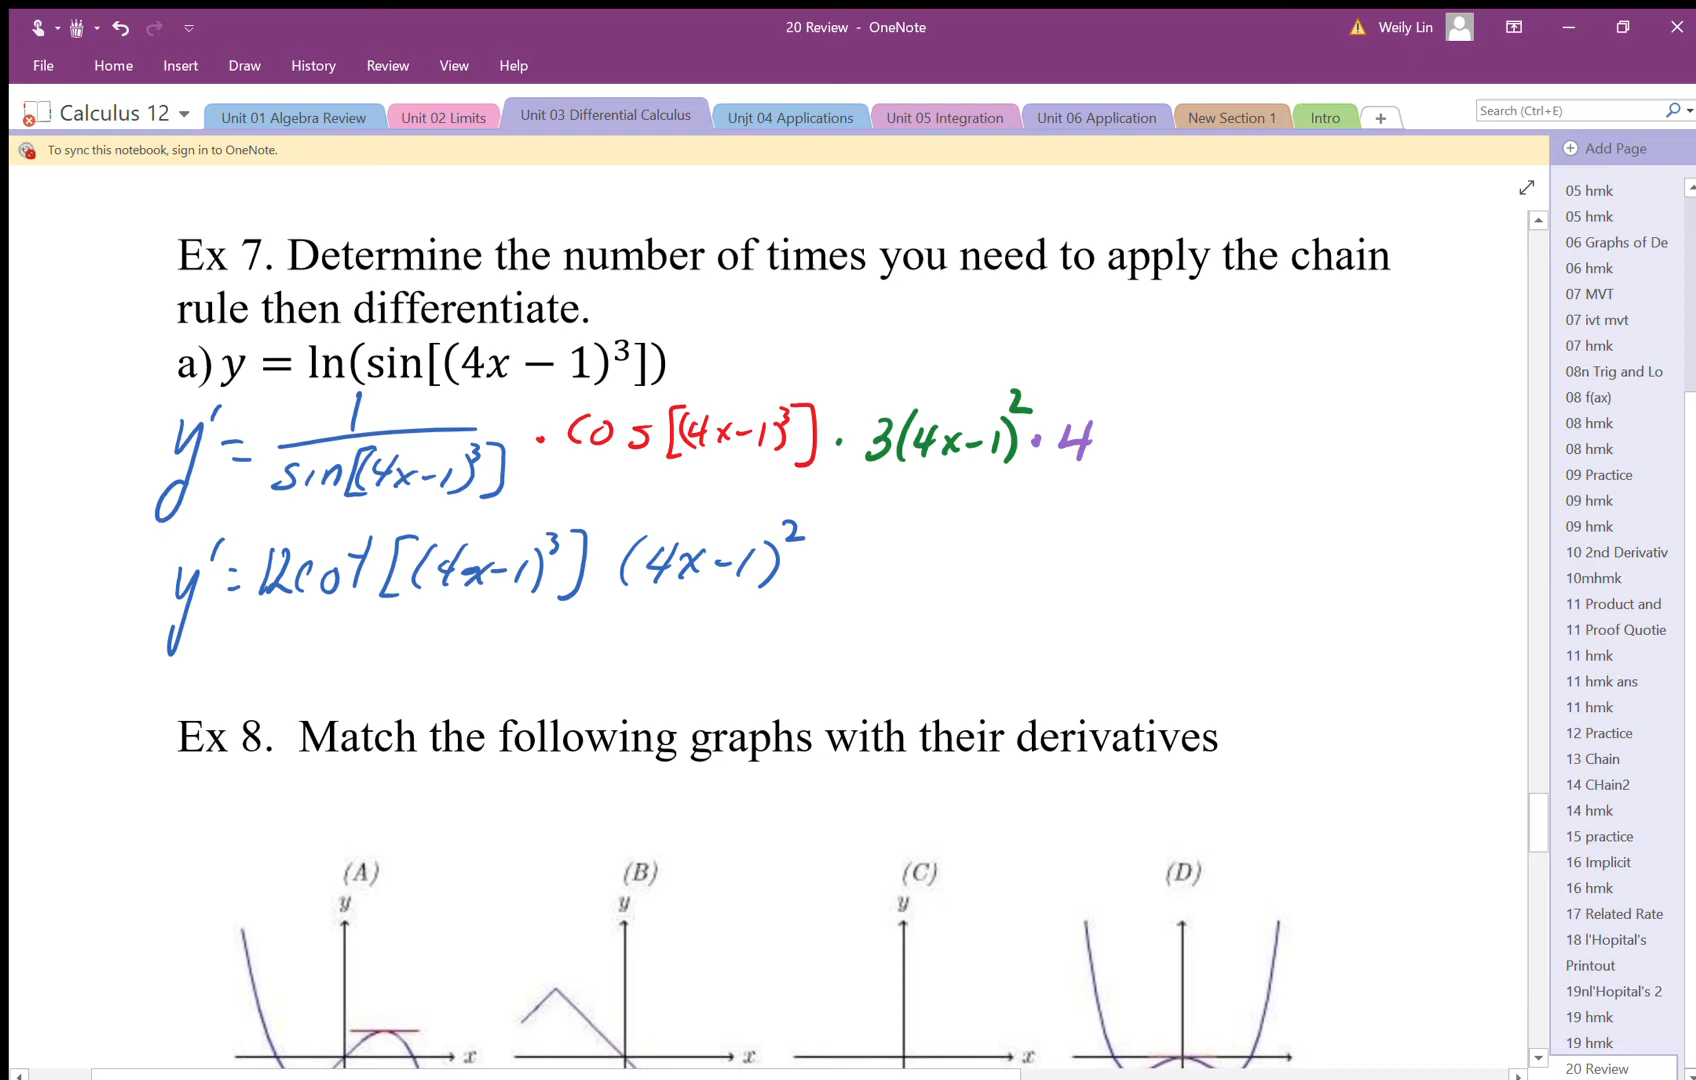 20 Review - OneNote
Weily Lin
File Home Insert Draw History Review View Help
Calculus 12
Unit 01 Algebra Review
Unit 02 Limits
Unit 03 Differential Calculus
Unjt 04 Applications
Unit 05 Integration
Unit 06 Application
New Section 1
Intro
+
Search (Ctrl+E)
To sync this notebook, sign in to OneNote.
Add Page
Ex 7. Determine the number of times you need to apply the chain
rule then differentiate.
a) y = ln(sin[(4x − 1)³])
y' = 1/sin[(4x-1)³] · cos[(4x-1)³] · 3(4x-1)² · 4
y' = 12cot[(4x-1)³] (4x-1)²
Ex 8. Match the following graphs with their derivatives
(A) (B) (C) (D)
y y y
x x x
05 hmk
05 hmk
06 Graphs of De
06 hmk
07 MVT
07 ivt mvt
07 hmk
08n Trig and Lo
08 f(ax)
08 hmk
08 hmk
09 Practice
09 hmk
09 hmk
10 2nd Derivativ
10mhmk
11 Product and
11 Proof Quotie
11 hmk
11 hmk ans
11 hmk
12 Practice
13 Chain
14 CHain2
14 hmk
15 practice
16 Implicit
16 hmk
17 Related Rate
18 l'Hopital's
Printout
19nl'Hopital's 2
19 hmk
19 hmk
20 Review